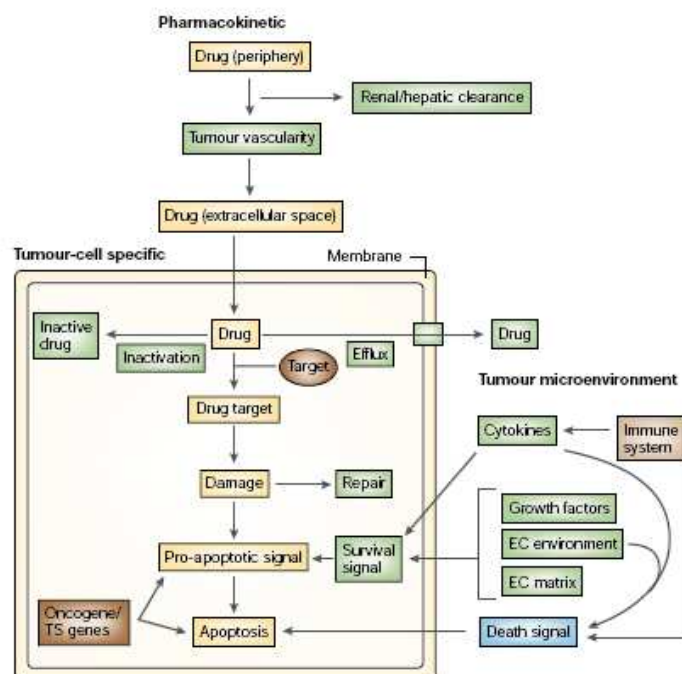 Pharmacokinetic
Drug (periphery)
Renal/hepatic clearance
Tumour vascularity
Drug (extracellular space)
Tumour-cell specific
Membrane
Inactive
drug
Inactivation
Drug
Efflux
Drug
Target
Drug target
Tumour microenvironment
Cytokines
Immune
system
Damage
Repair
Growth factors
EC environment
EC matrix
Pro-apoptotic signal
Survival
signal
Oncogene/
TS genes
Apoptosis
Death signal